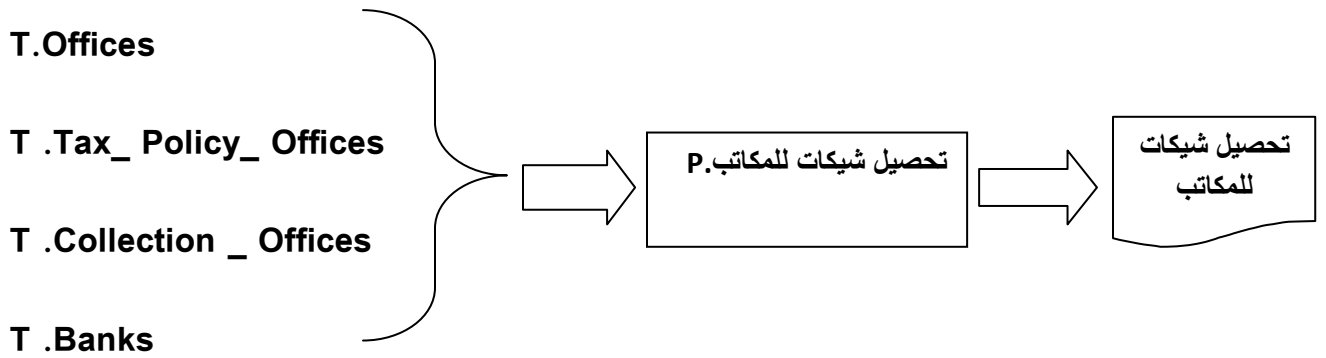 T.Offices
T .Tax_ Policy_ Offices
T .Collection _ Offices
T .Banks
P.تحصيل شيكات للمكاتب
تحصيل شيكات
للمكاتب